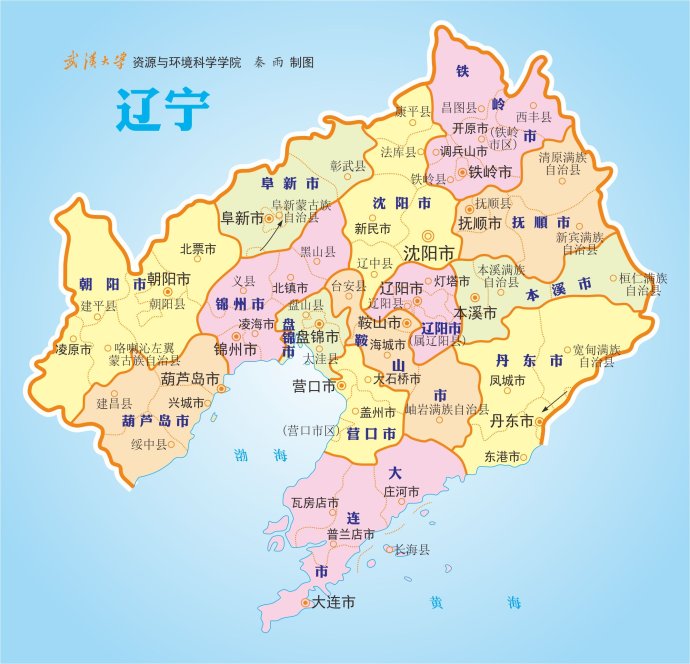 武汉大学 资源与环境科学学院 秦 雨 制图
辽宁
铁岭市
昌图县
西丰县
开原市
(铁岭
市区)
调兵山市
铁岭市
铁岭县
康平县
法库县
沈阳市
新民市
沈阳市
辽中县
清原满族
自治县
抚顺县
抚顺市
抚顺市
新宾满族
自治县
彰武县
阜新市
阜新蒙古族
自治县
阜新市
北票市
朝阳市
朝阳市
建平县
朝阳县
凌原市
喀喇沁左翼
蒙古族自治县
黑山县
义县
北镇市
锦州市
凌海市
锦州市
台安县
盘山县
盘锦市
盘锦市
大洼县
辽阳市
灯塔市
辽阳县
辽阳市
(属辽阳县)
本溪满族
自治县
本溪市
本溪市
桓仁满族
自治县
鞍山市
鞍山市
海城市
岫岩满族自治县
大石桥市
营口市
盖州市
(营口市区)
营口市
丹东市
宽甸满族
自治县
凤城市
丹东市
东港市
葫芦岛市
建昌县
兴城市
葫芦岛市
绥中县
渤海
大连市
庄河市
瓦房店市
普兰店市
长海县
大连市
黄海